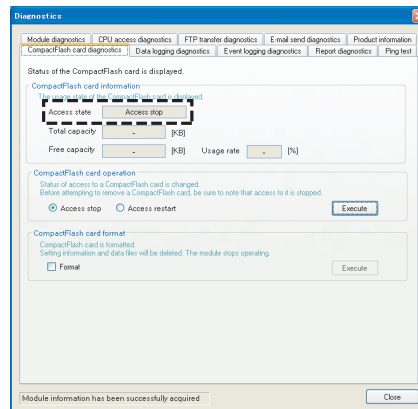 Diagnostics
Module diagnostics CPU access diagnostics FTP transfer diagnostics E-mail send diagnostics Product information
CompactFlash card diagnostics Data logging diagnostics Event logging diagnostics Report diagnostics Ping test
Status of the CompactFlash card is displayed.
CompactFlash card information
The usage state of the CompactFlash card is displayed.
Access state Access stop
Total capacity - [KB]
Free capacity - [KB] Usage rate - [%]
CompactFlash card operation
Status of access to a CompactFlash card is changed.
Before attempting to remove a CompactFlash card, be sure to note that access to it is stopped.
Access stop Access restart Execute
CompactFlash card format
CompactFlash card is formatted.
Setting information and data files will be deleted. The module stops operating.
Format Execute
Module information has been successfully acquired Close